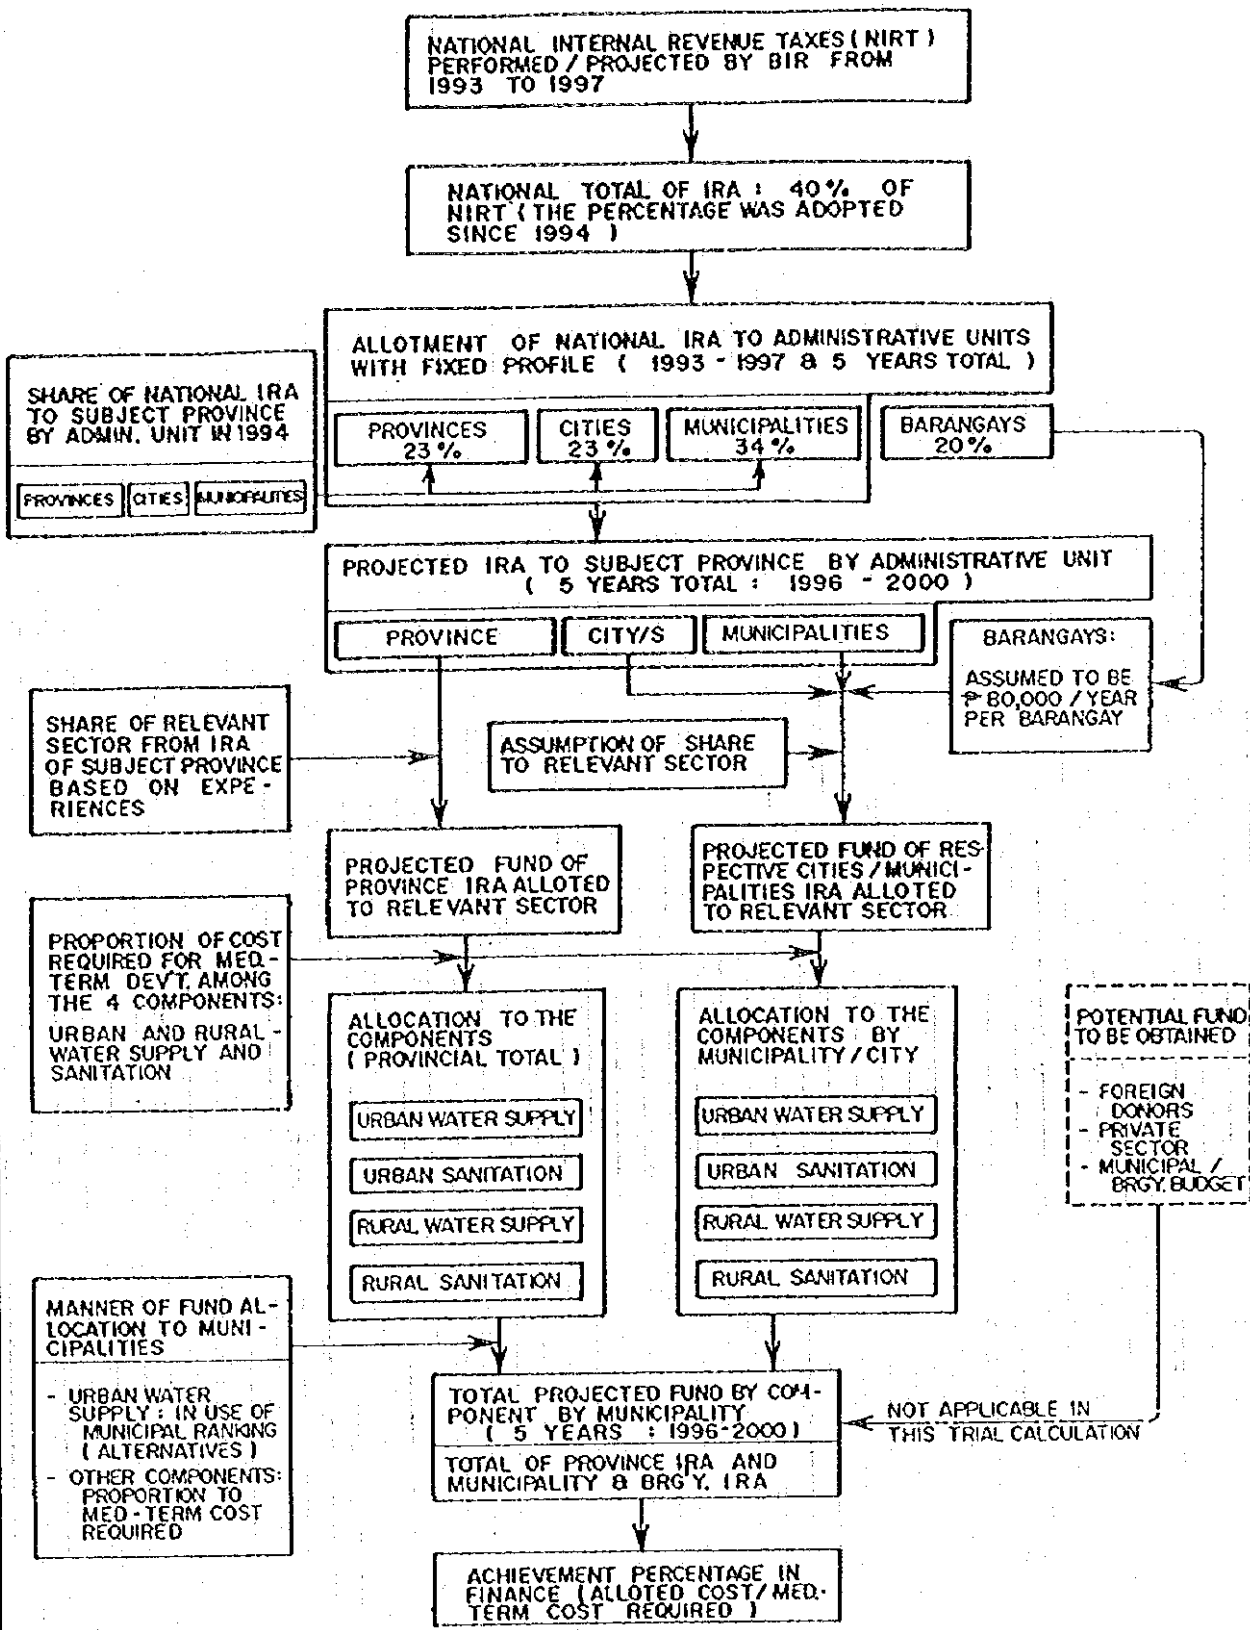 NATIONAL INTERNAL REVENUE TAXES ( NIRT )
PERFORMED / PROJECTED BY BIR FROM
1993 TO 1997
NATIONAL TOTAL OF IRA : 40 % OF
NIRT ( THE PERCENTAGE WAS ADOPTED
SINCE 1994 )
ALLOTMENT OF NATIONAL IRA TO ADMINISTRATIVE UNITS
WITH FIXED PROFILE ( 1993 - 1997 & 5 YEARS TOTAL )
SHARE OF NATIONAL IRA
TO SUBJECT PROVINCE
BY ADMIN. UNIT IN 1994
PROVINCES
23 %
CITIES
23 %
MUNICIPALITIES
34 %
BARANGAYS
20 %
PROVINCES
CITIES
MUNICIPALITIES
PROJECTED IRA TO SUBJECT PROVINCE BY ADMINISTRATIVE UNIT
( 5 YEARS TOTAL : 1996 - 2000 )
PROVINCE
CITY/S
MUNICIPALITIES
BARANGAYS:
ASSUMED TO BE
₱ 80,000 / YEAR
PER BARANGAY
SHARE OF RELEVANT
SECTOR FROM IRA
OF SUBJECT PROVINCE
BASED ON EXPE -
RIENCES
ASSUMPTION OF SHARE
TO RELEVANT SECTOR
PROJECTED FUND OF
PROVINCE IRA ALLOTED
TO RELEVANT SECTOR
PROJECTED FUND OF RES-
PECTIVE CITIES / MUNICI-
PALITIES IRA ALLOTED
TO RELEVANT SECTOR
PROPORTION OF COST
REQUIRED FOR MED.-
TERM DEV'T. AMONG
THE 4 COMPONENTS:
URBAN AND RURAL -
WATER SUPPLY AND
SANITATION
ALLOCATION TO THE
COMPONENTS
( PROVINCIAL TOTAL )
URBAN WATER SUPPLY
URBAN SANITATION
RURAL WATER SUPPLY
RURAL SANITATION
ALLOCATION TO THE
COMPONENTS BY
MUNICIPALITY / CITY
URBAN WATER SUPPLY
URBAN SANITATION
RURAL WATER SUPPLY
RURAL SANITATION
POTENTIAL FUND
TO BE OBTAINED
- FOREIGN
DONORS
- PRIVATE
SECTOR
- MUNICIPAL /
BRGY. BUDGET
MANNER OF FUND AL-
LOCATION TO MUNI -
CIPALITIES
- URBAN WATER
SUPPLY : IN USE OF
MUNICIPAL RANKING
( ALTERNATIVES )
- OTHER COMPONENTS:
PROPORTION TO
MED - TERM COST
REQUIRED
TOTAL PROJECTED FUND BY COM-
PONENT BY MUNICIPALITY
( 5 YEARS : 1996-2000 )
TOTAL OF PROVINCE IRA AND
MUNICIPALITY & BRG'Y. IRA
NOT APPLICABLE IN
THIS TRIAL CALCULATION
ACHIEVEMENT PERCENTAGE IN
FINANCE ( ALLOTED COST / MED.-
TERM COST REQUIRED )